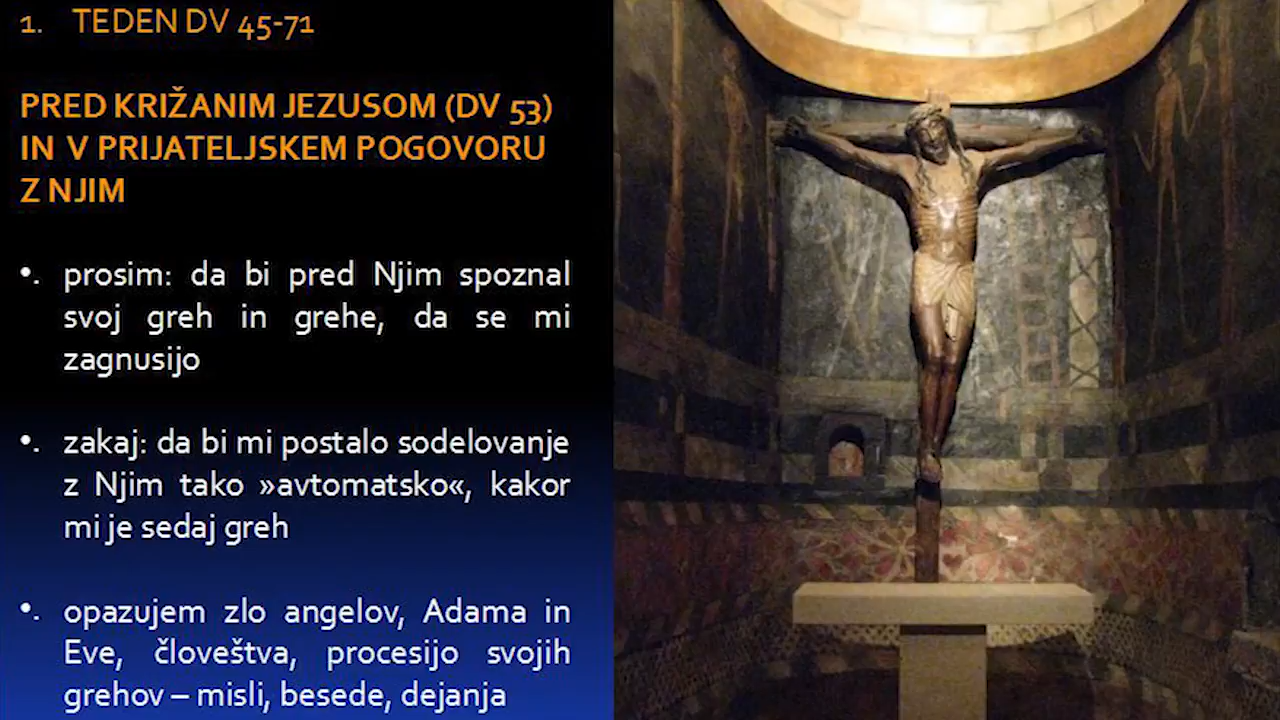 1. TEDEN DV 45-71
PRED KRIŽANIM JEZUSOM (DV 53)
IN V PRIJATELJSKEM POGOVORU
Z NJIM
•. prosim: da bi pred Njim spoznal
svoj greh in grehe, da se mi
zagnusijo
•. zakaj: da bi mi postalo sodelovanje
z Njim tako »avtomatsko«, kakor
mi je sedaj greh
•. opazujem zlo angelov, Adama in
Eve, človeštva, procesijo svojih
grehov – misli, besede, dejanja